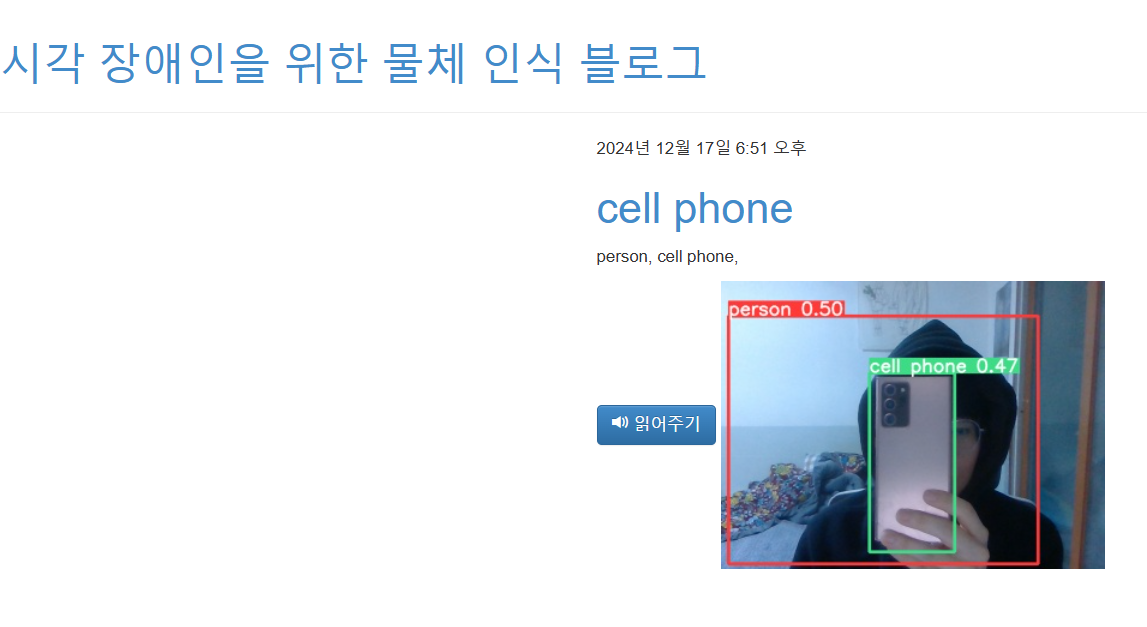 시각 장애인을 위한 물체 인식 블로그
2024년 12월 17일 6:51 오후
cell phone
person, cell phone,
person 0.50
cell phone 0.47
읽어주기